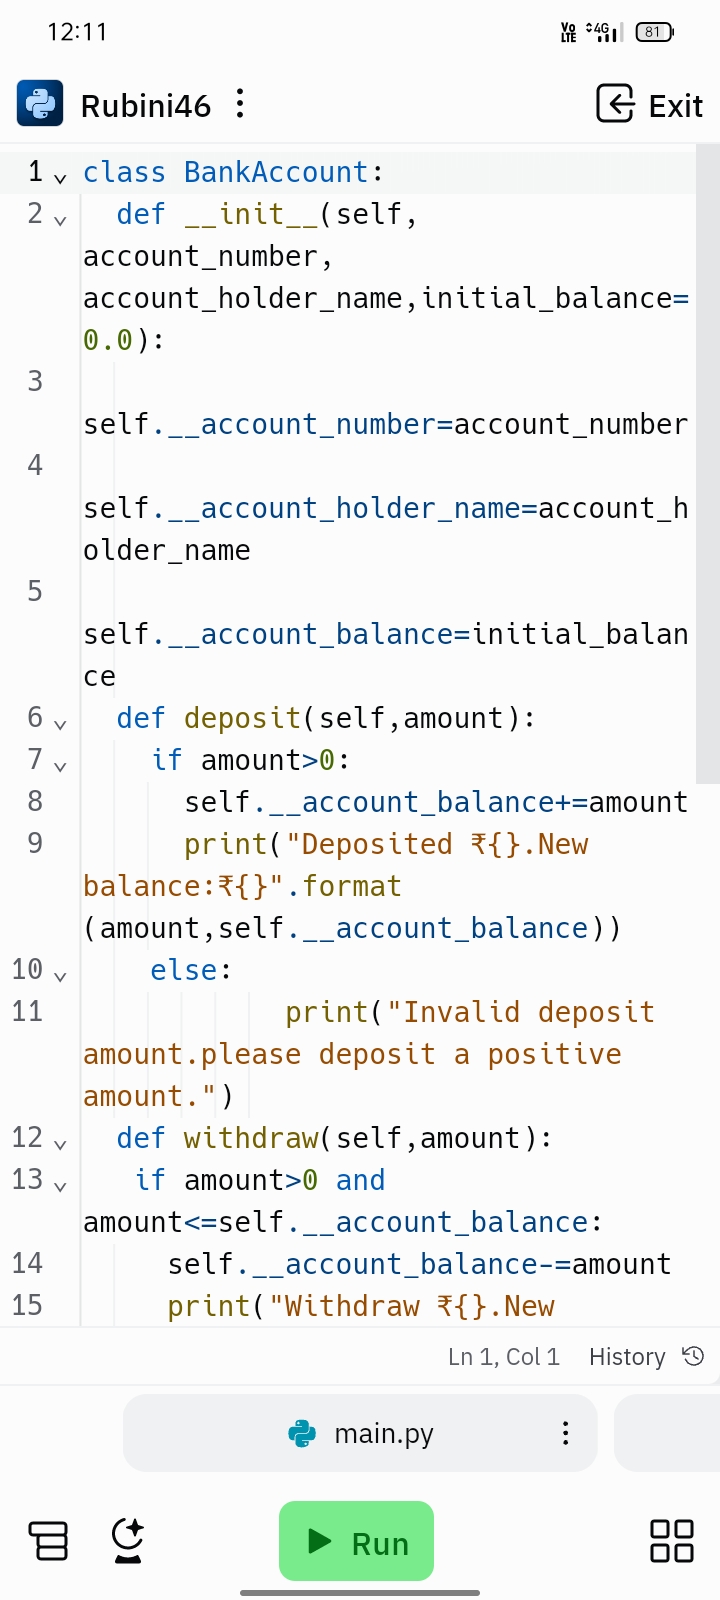 12:11
Vo LTE 4G 81
Rubini46
Exit
1 class BankAccount:
2 def __init__(self,
account_number,
account_holder_name,initial_balance=
0.0):
3
self.__account_number=account_number
4
self.__account_holder_name=account_h
older_name
5
self.__account_balance=initial_balan
ce
6 def deposit(self,amount):
7 if amount>0:
8 self.__account_balance+=amount
9 print("Deposited ₹{}.New
balance:₹{}".format
(amount,self.__account_balance))
10 else:
11 print("Invalid deposit
amount.please deposit a positive
amount.")
12 def withdraw(self,amount):
13 if amount>0 and
amount<=self.__account_balance:
14 self.__account_balance-=amount
15 print("Withdraw ₹{}.New
Ln 1, Col 1 History
main.py
Run